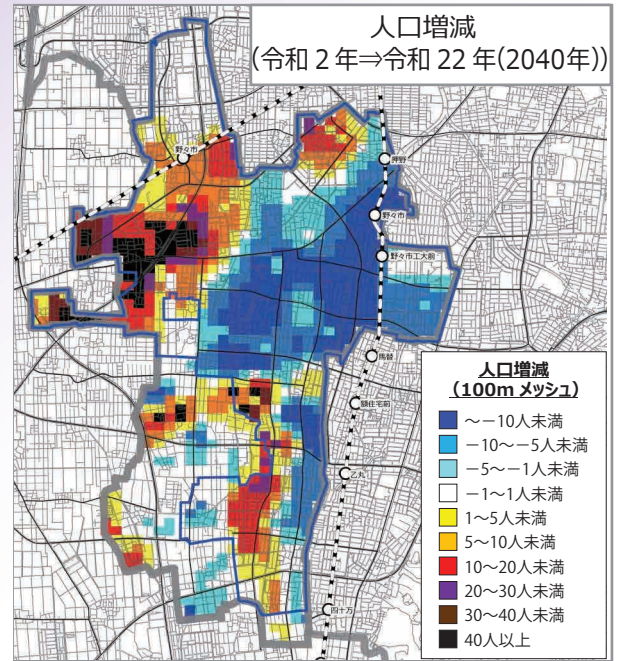 人口増減
(令和２年⇒令和 22 年(2040年))
野々市
押野
野々市
野々市工大前
馬替
額住宅前
乙丸
四十万
人口増減
(100m メッシュ)
～－10人未満
－10～－5人未満
－5～－1人未満
－1～1人未満
1～5人未満
5～10人未満
10～20人未満
20～30人未満
30～40人未満
40人以上